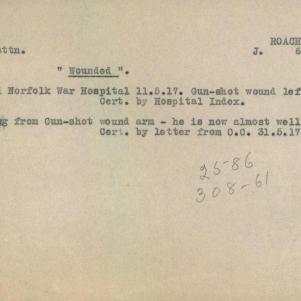 ROACH
attn. J. 6
" Wounded ".
Norfolk War Hospital 11.5.17. Gun-shot wound lef
Cert. by Hospital Index.
ng from Gun-shot wound arm - he is now almost well
Cert. by letter from O.C. 31.5.17
25-86
308-61